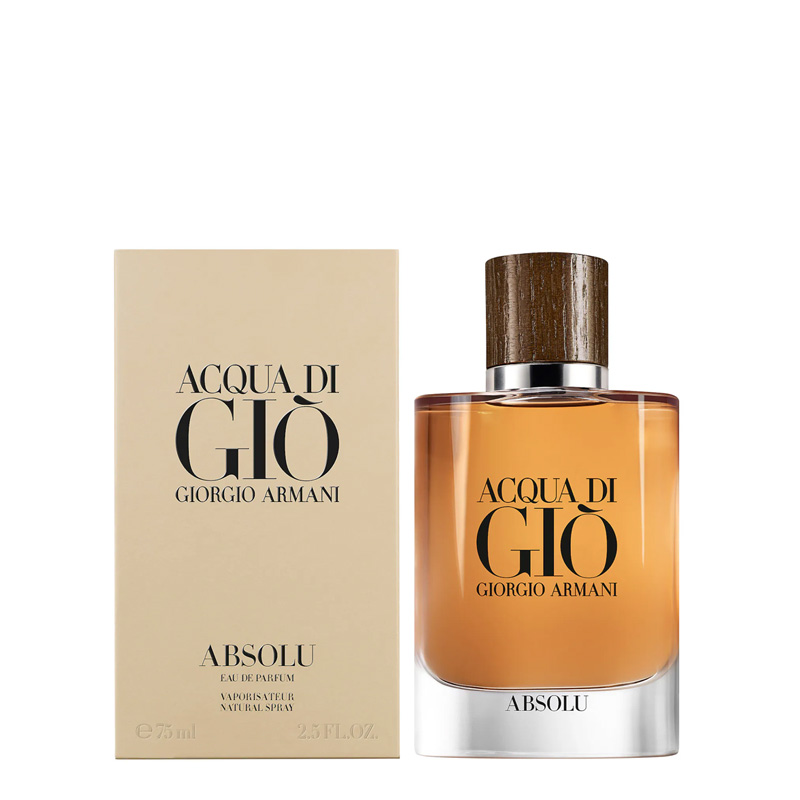 ACQUA DI
GIÒ
GIORGIO ARMANI
ABSOLU
EAU DE PARFUM
VAPORISATEUR
NATURAL SPRAY
℮ 75 ml 2.5 FL.OZ.
ACQUA DI
GIÒ
GIORGIO ARMANI
ABSOLU